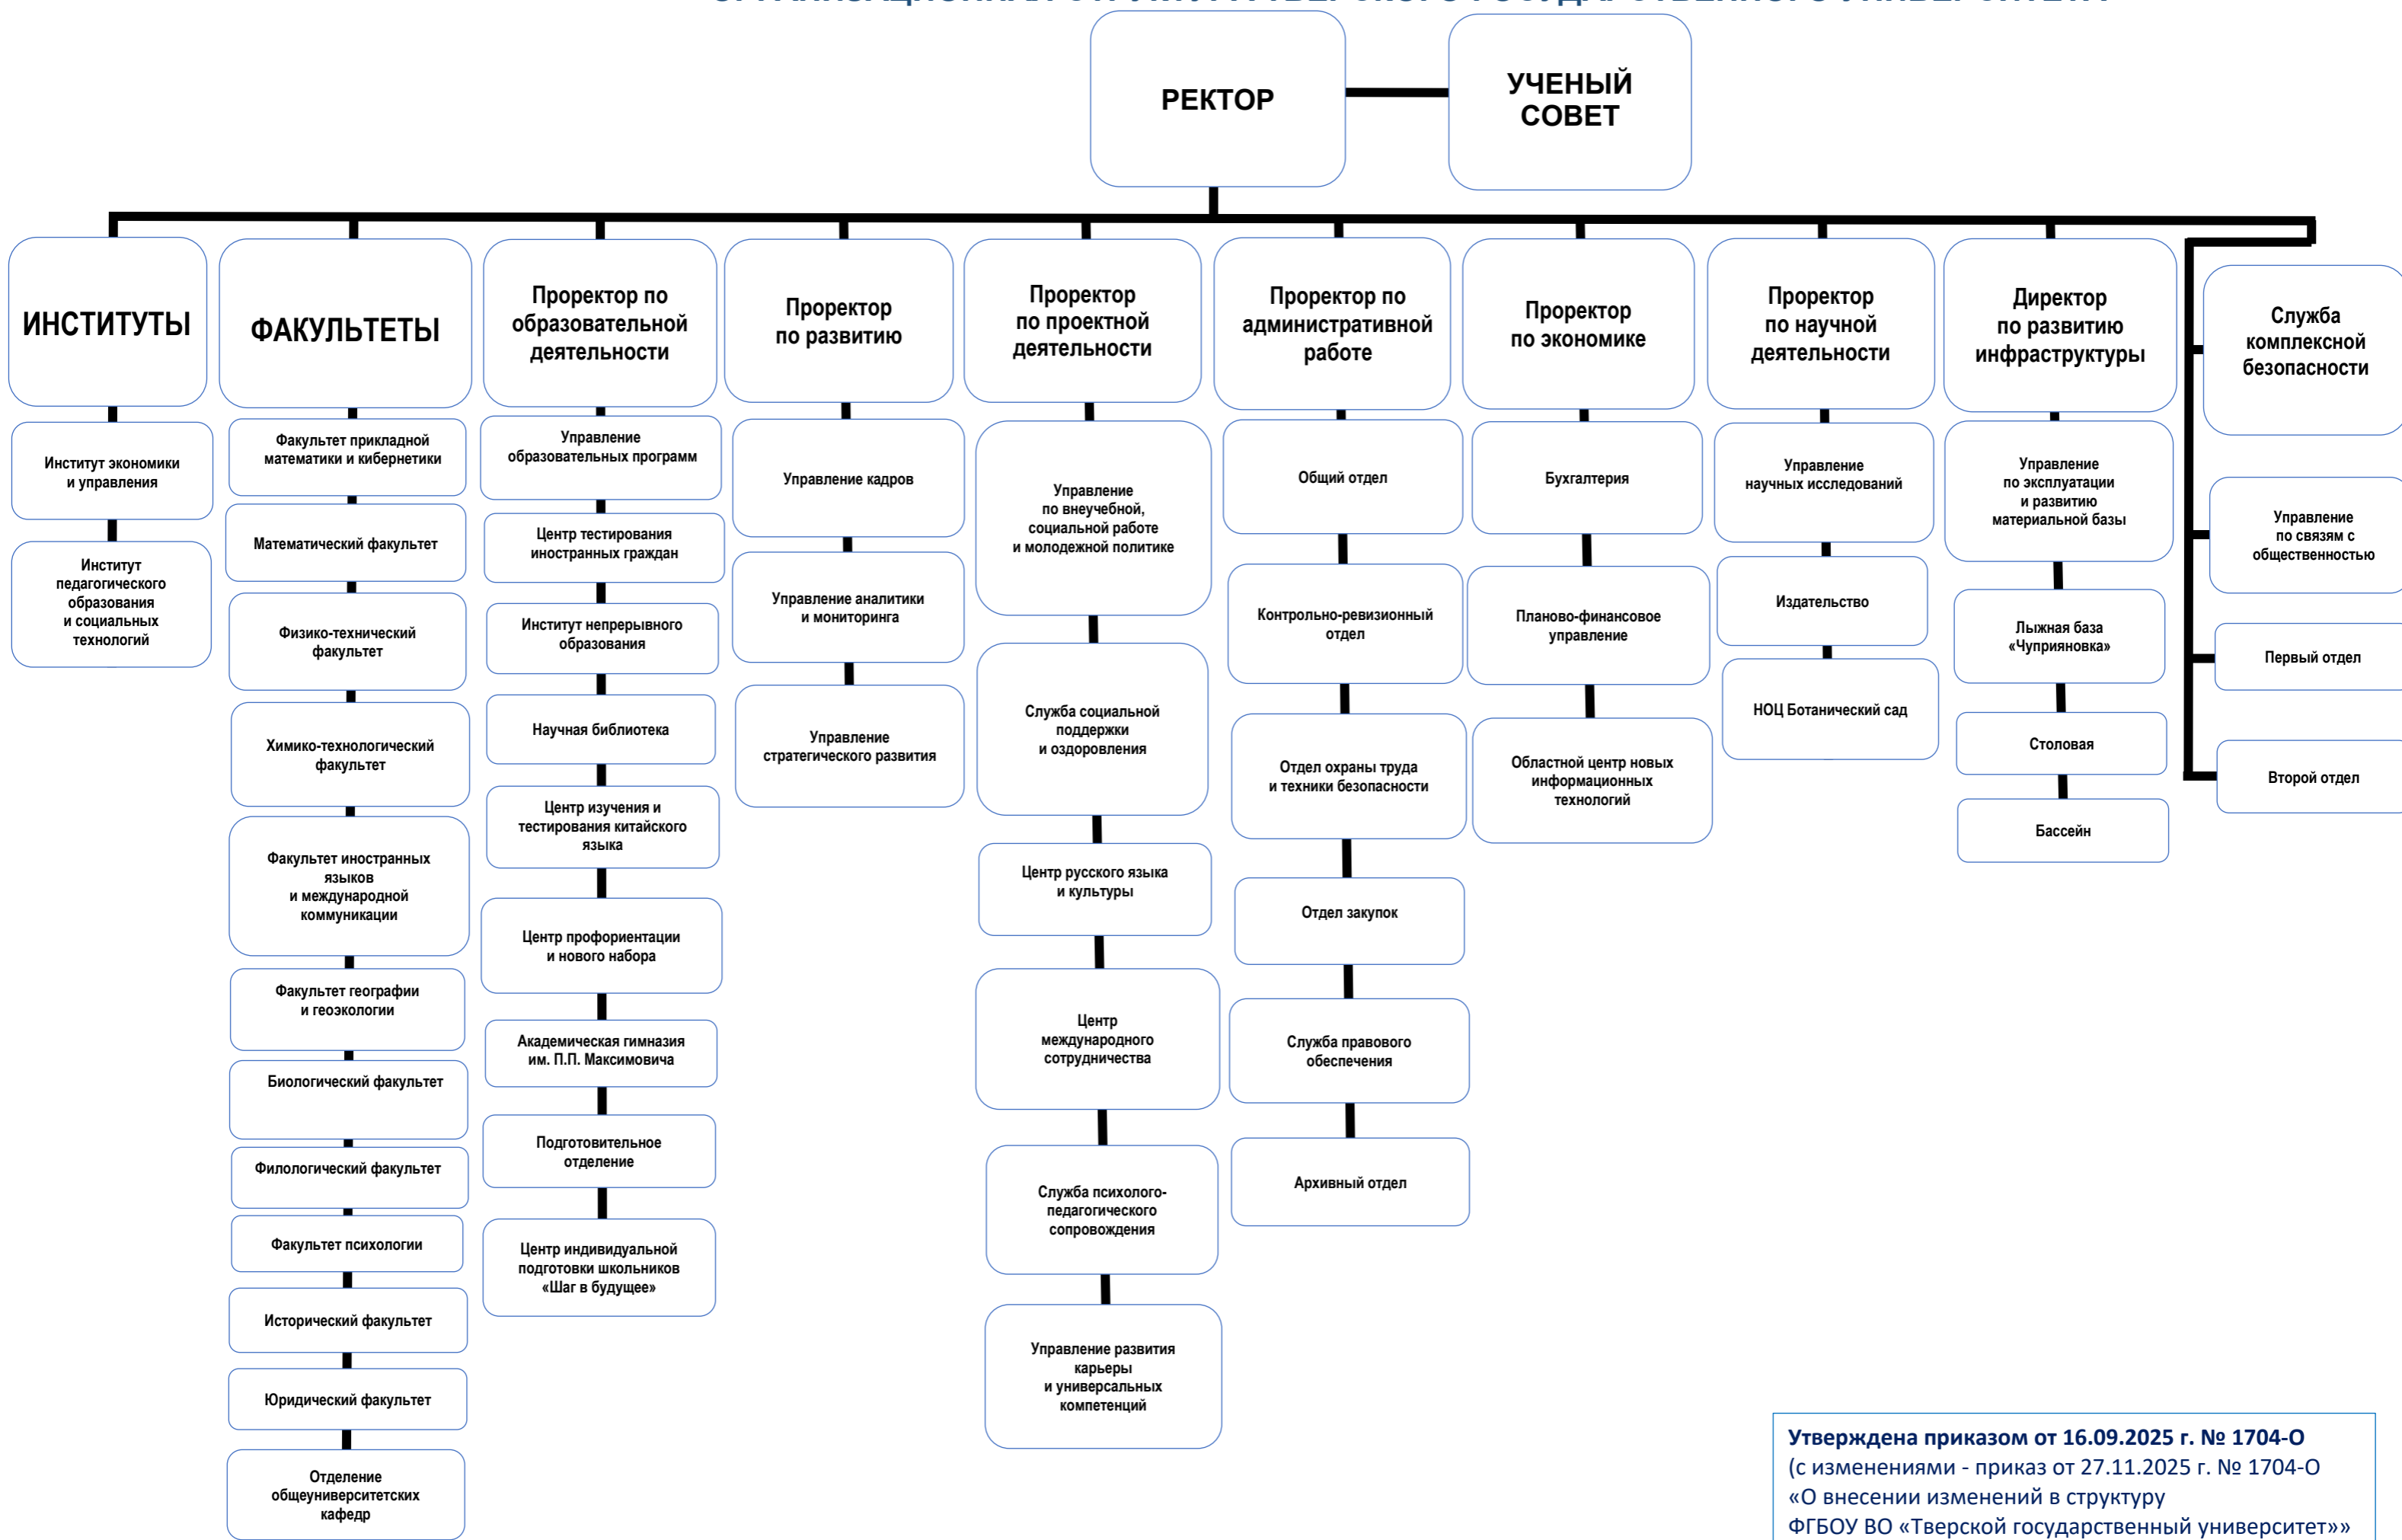 РЕКТОР
УЧЕНЫЙ
СОВЕТ
ИНСТИТУТЫ
Институт экономики
и управления
Институт
педагогического
образования
и социальных
технологий
ФАКУЛЬТЕТЫ
Факультет прикладной
математики и кибернетики
Математический факультет
Физико-технический
факультет
Химико-технологический
факультет
Факультет иностранных
языков
и международной
коммуникации
Факультет географии
и геоэкологии
Биологический факультет
Филологический факультет
Факультет психологии
Исторический факультет
Юридический факультет
Отделение
общеуниверситетских
кафедр
Проректор по
образовательной
деятельности
Управление
образовательных программ
Центр тестирования
иностранных граждан
Институт непрерывного
образования
Научная библиотека
Центр изучения и
тестирования китайского
языка
Центр профориентации
и нового набора
Академическая гимназия
им. П.П. Максимовича
Подготовительное
отделение
Центр индивидуальной
подготовки школьников
«Шаг в будущее»
Проректор
по развитию
Управление кадров
Управление аналитики
и мониторинга
Управление
стратегического развития
Проректор
по проектной
деятельности
Управление
по внеучебной,
социальной работе
и молодежной политике
Служба социальной
поддержки
и оздоровления
Центр русского языка
и культуры
Центр
международного
сотрудничества
Служба психолого-
педагогического
сопровождения
Управление развития
карьеры
и универсальных
компетенций
Проректор по
административной
работе
Общий отдел
Контрольно-ревизионный
отдел
Отдел охраны труда
и техники безопасности
Отдел закупок
Служба правового
обеспечения
Архивный отдел
Проректор
по экономике
Бухгалтерия
Планово-финансовое
управление
Областной центр новых
информационных
технологий
Проректор
по научной
деятельности
Управление
научных исследований
Издательство
НОЦ Ботанический сад
Директор
по развитию
инфраструктуры
Управление
по эксплуатации
и развитию
материальной базы
Лыжная база
«Чуприяновка»
Столовая
Бассейн
Служба
комплексной
безопасности
Управление
по связям с
общественностью
Первый отдел
Второй отдел
Утверждена приказом от 16.09.2025 г. № 1704-О
(с изменениями - приказ от 27.11.2025 г. № 1704-О
«О внесении изменений в структуру
ФГБОУ ВО «Тверской государственный университет»»